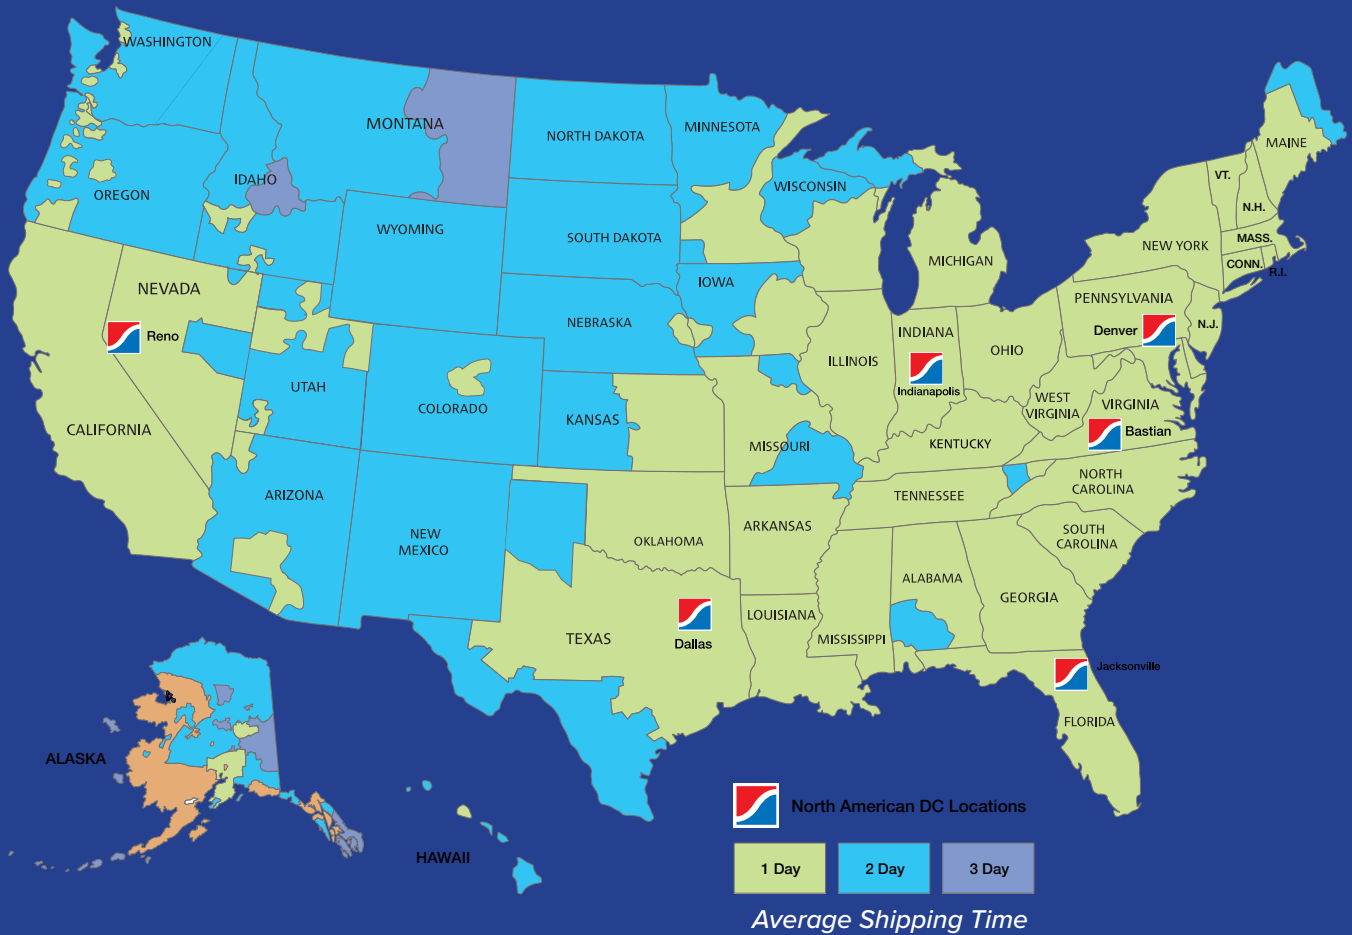 WASHINGTON
MONTANA
NORTH DAKOTA
MINNESOTA
MAINE
IDAHO
OREGON
WISCONSIN
VT.
N.H.
WYOMING
SOUTH DAKOTA
MICHIGAN
NEW YORK
MASS.
CONN.
R.I.
NEVADA
IOWA
PENNSYLVANIA
Reno
NEBRASKA
INDIANA
Denver
N.J.
OHIO
ILLINOIS
UTAH
Indianapolis
COLORADO
KANSAS
WEST
VIRGINIA
VIRGINIA
CALIFORNIA
MISSOURI
KENTUCKY
Bastian
ARIZONA
TENNESSEE
NORTH
CAROLINA
NEW
MEXICO
OKLAHOMA
ARKANSAS
SOUTH
CAROLINA
ALABAMA
GEORGIA
TEXAS
Dallas
LOUISIANA
MISSISSIPPI
Jacksonville
FLORIDA
ALASKA
HAWAII
North American DC Locations
1 Day
2 Day
3 Day
Average Shipping Time